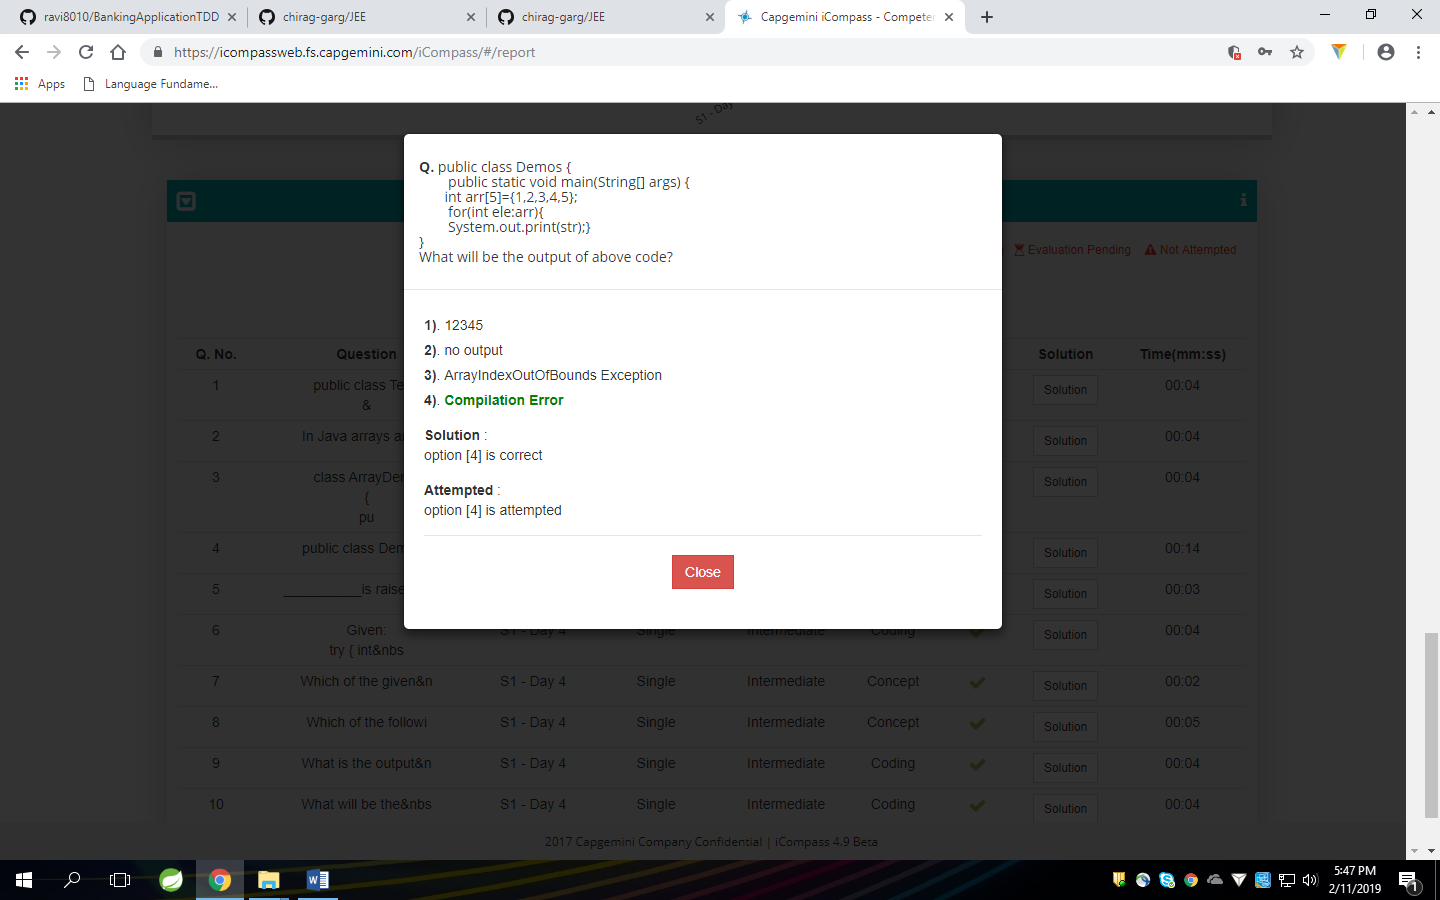 ravi8010/BankingApplicationTDD
chirag-garg/JEE
chirag-garg/JEE
Capgemini iCompass - Competen
https://icompassweb.fs.capgemini.com/iCompass/#/report
Apps
Language Fundame...
S1 - Day
Q. public class Demos {
public static void main(String[] args) {
int arr[5]={1,2,3,4,5};
for(int ele:arr){
System.out.print(str);}
}
What will be the output of above code?
1). 12345
2). no output
3). ArrayIndexOutOfBounds Exception
4). Compilation Error
Solution :
option [4] is correct
Attempted :
option [4] is attempted
Close
Evaluation Pending Not Attempted
Q. No. Question Solution Time(mm:ss)
1 public class Te Solution 00:04
&
2 In Java arrays a Solution 00:04
3 class ArrayDe Solution 00:04
{
pu
4 public class Dem Solution 00:14
5 __________is raise Solution 00:03
6 Given: S1 - Day 4 Single Intermediate Coding Solution 00:04
try { int&nbs
7 Which of the given&n S1 - Day 4 Single Intermediate Concept Solution 00:02
8 Which of the followi S1 - Day 4 Single Intermediate Concept Solution 00:05
9 What is the output&n S1 - Day 4 Single Intermediate Coding Solution 00:04
10 What will be the&nbs S1 - Day 4 Single Intermediate Coding Solution 00:04
2017 Capgemini Company Confidential | iCompass 4.9 Beta
5:47 PM
2/11/2019
1